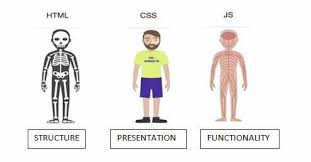 HTML
CSS
JS
STRUCTURE
PRESENTATION
FUNCTIONALITY